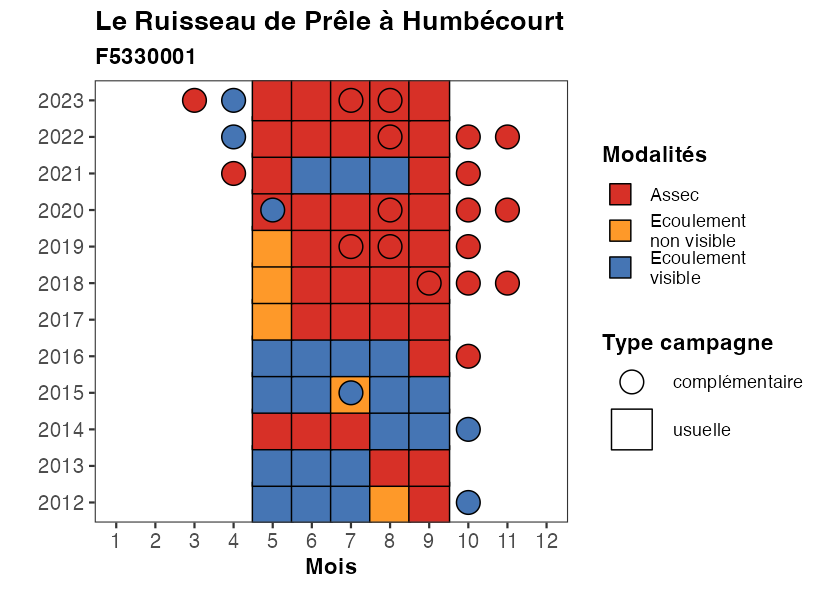 Le Ruisseau de Prêle à Humbécourt
F5330001
2023
2022
2021
2020
2019
2018
2017
2016
2015
2014
2013
2012
1 2 3 4 5 6 7 8 9 10 11 12
Mois
Modalités
Assec
Ecoulement
non visible
Ecoulement
visible
Type campagne
complémentaire
usuelle